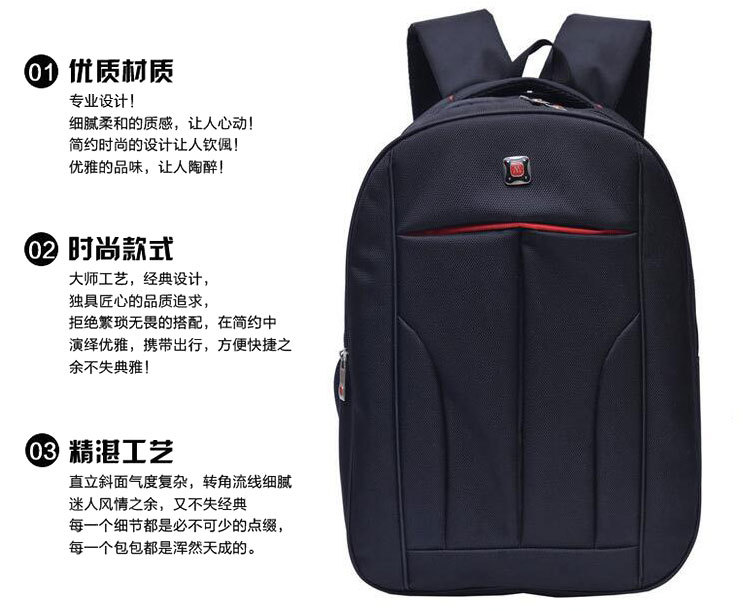 01 优质材质
专业设计！
细腻柔和的质感，让人心动！
简约时尚的设计让人钦佩！
优雅的品味，让人陶醉！
02 时尚款式
大师工艺，经典设计，
独具匠心的品质追求，
拒绝繁琐无畏的搭配，在简约中
演绎优雅，携带出行，方便快捷之
余不失典雅！
03 精湛工艺
直立斜面气度复杂，转角流线细腻
迷人风情之余，又不失经典
每一个细节都是必不可少的点缀，
每一个包包都是浑然天成的。